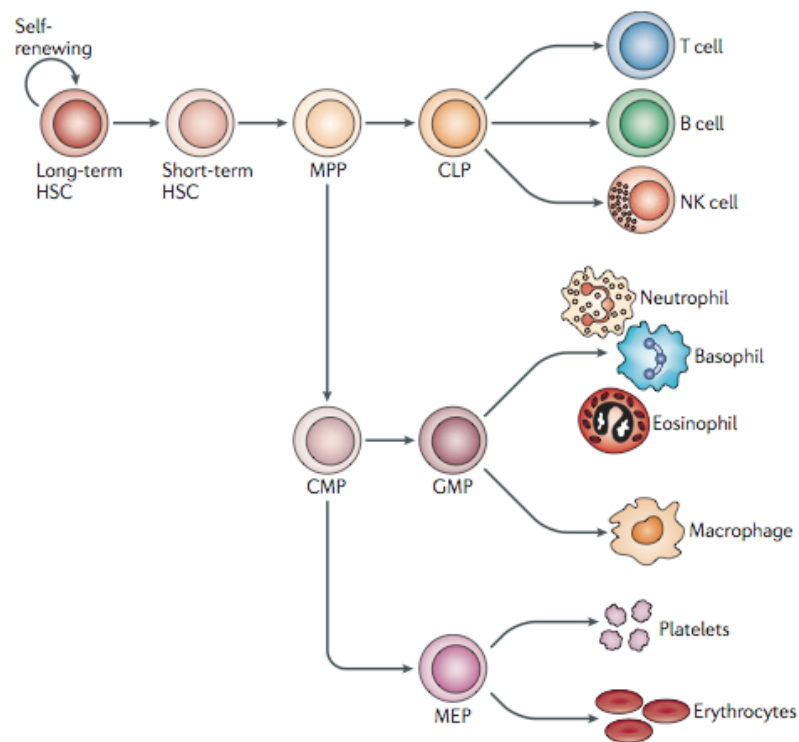 Self-
renewing
Long-term
HSC
Short-term
HSC
MPP
CLP
T cell
B cell
NK cell
Neutrophil
Basophil
Eosinophil
CMP
GMP
Macrophage
Platelets
MEP
Erythrocytes